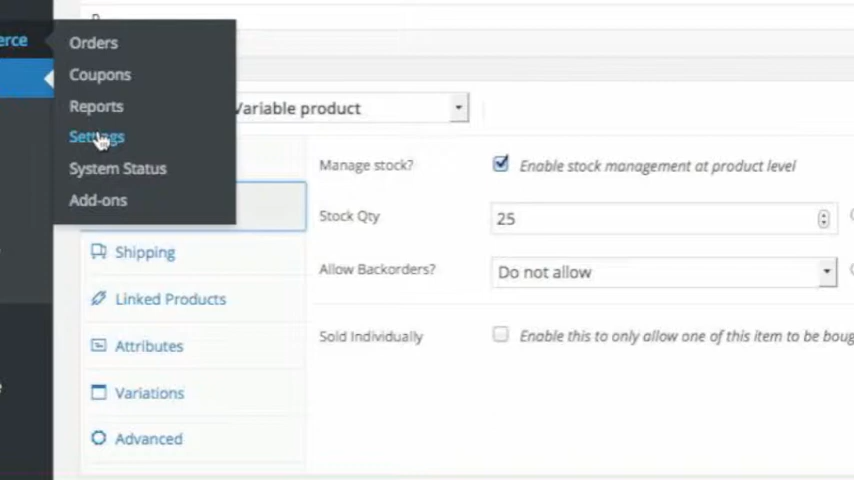 erce
Orders
Coupons
Reports
Settings
System Status
Add-ons
Variable product
Manage stock?
Enable stock management at product level
Stock Qty
25
Allow Backorders?
Do not allow
Sold Individually
Enable this to only allow one of this item to be boug
Shipping
Linked Products
Attributes
Variations
Advanced